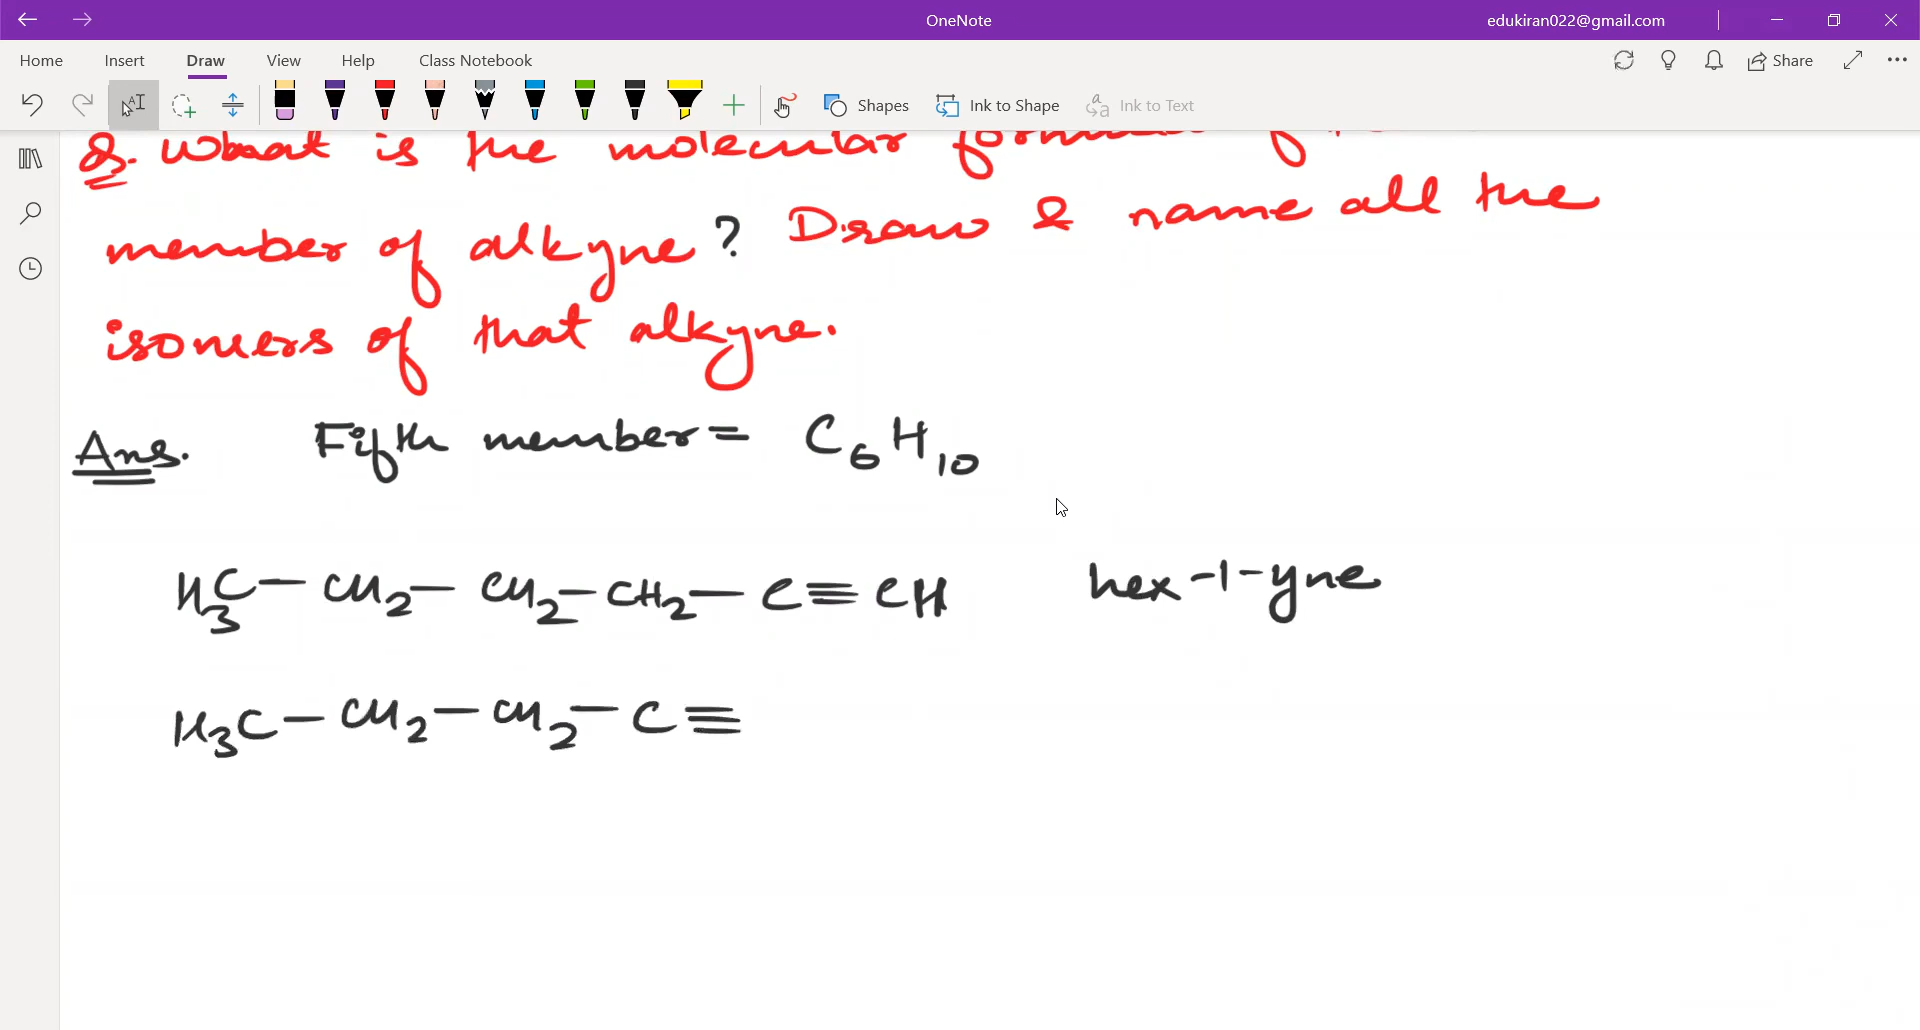 OneNote
edukiran022@gmail.com
Home Insert Draw View Help Class Notebook Share
Shapes Ink to Shape Ink to Text
Q. What is the molecular formula of
member of alkyne? Draw & name all the
isomers of that alkyne.
Ans. Fifth member = C₆H₁₀
H₃C-CH₂-CH₂-CH₂-C≡CH hex-1-yne
H₃C-CH₂-CH₂-C≡